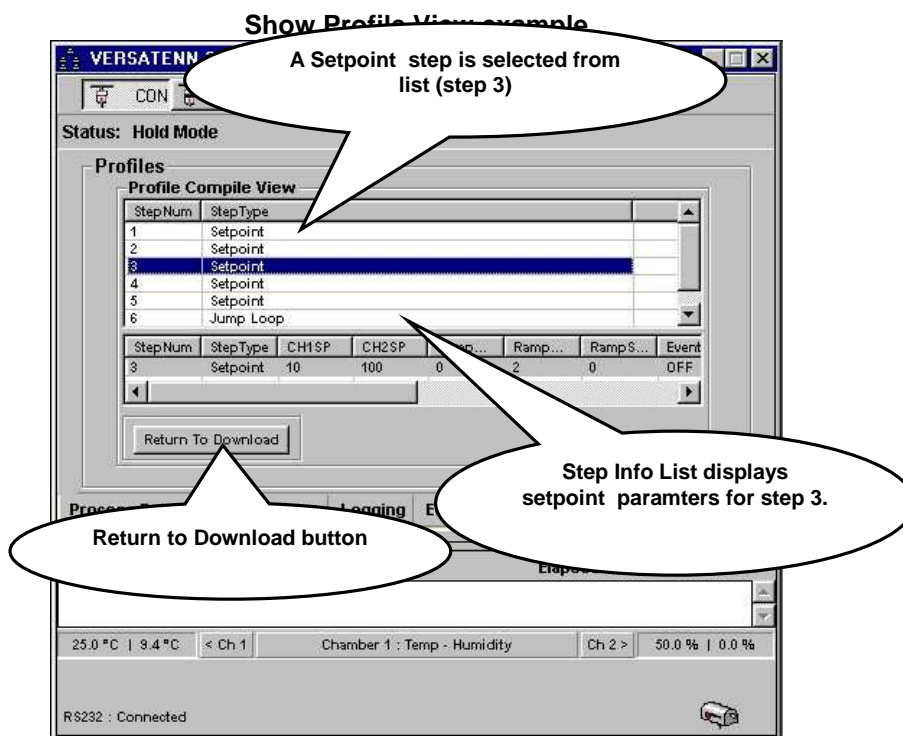 Show Profile View example
VERSATENN
A Setpoint step is selected from
list (step 3)
CON
Status: Hold Mode
Profiles
Profile Compile View
StepNum StepType
1 Setpoint
2 Setpoint
3 Setpoint
4 Setpoint
5 Setpoint
6 Jump Loop
StepNum StepType CH1SP CH2SP Ramp... RampS... Event
3 Setpoint 10 100 0 2 0 OFF
Return To Download
Step Info List displays
setpoint paramters for step 3.
Process Logging E
Return to Download button
25.0 °C | 9.4 °C < Ch 1 Chamber 1 : Temp - Humidity Ch 2 > 50.0 % | 0.0 %
RS232 : Connected